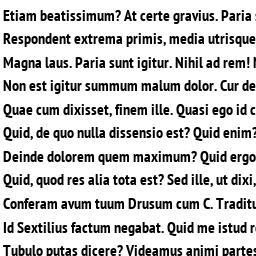 Etiam beatissimum? At certe gravius. Paria
Respondent extrema primis, media utrisque
Magna laus. Paria sunt igitur. Nihil ad rem!
Non est igitur summum malum dolor. Cur de
Quae cum dixisset, finem ille. Quasi ego id c
Quid, de quo nulla dissensio est? Quid enim?
Deinde dolorem quem maximum? Quid ergo
Quid, quod res alia tota est? Sed ille, ut dixi,
Conferam avum tuum Drusum cum C. Traditu
Id Sextilius factum negabat. Quid me istud r
Tubulo putas dicere? Videamus animi partes